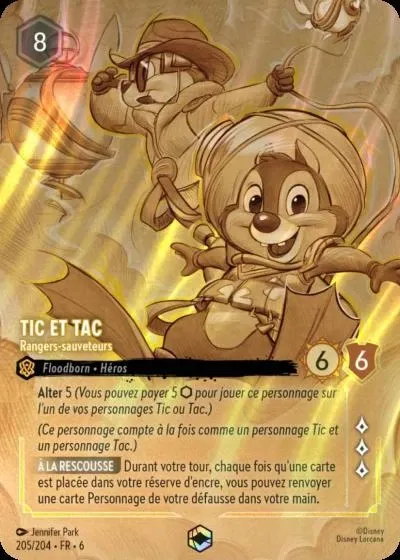 8
TIC ET TAC
Rangers-sauveteurs
Floodborn • Héros
6
6
Alter 5 (Vous pouvez payer 5 pour jouer ce personnage sur
l'un de vos personnages Tic ou Tac.)
(Ce personnage compte à la fois comme un personnage Tic et
un personnage Tac.)
À LA RESCOUSSE Durant votre tour, chaque fois qu'une carte
est placée dans votre réserve d'encre, vous pouvez renvoyer
une carte Personnage de votre défausse dans votre main.
Jennifer Park
205/204 • FR • 6
©Disney
Disney Lorcana